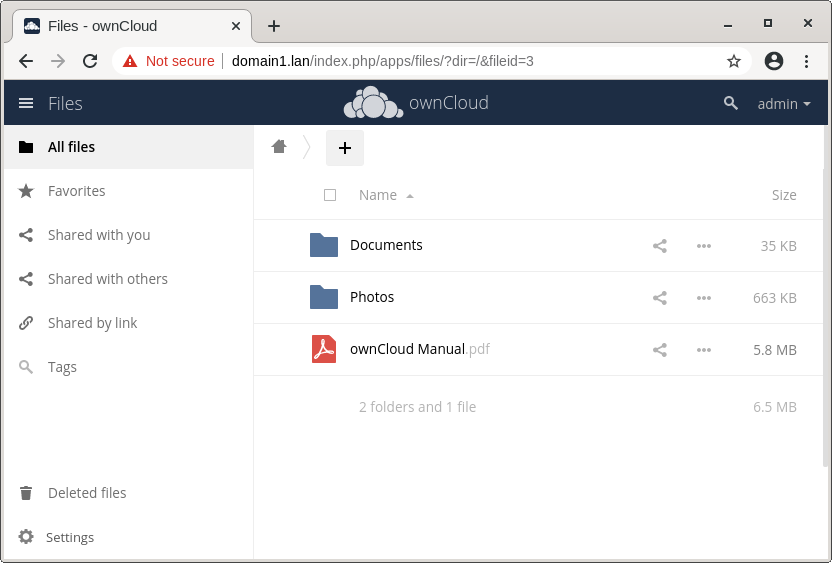 Files - ownCloud
Not secure domain1.lan/index.php/apps/files/?dir=/&fileid=3
Files
ownCloud
admin
All files
Favorites
Shared with you
Shared with others
Shared by link
Tags
Deleted files
Settings
Name Size
Documents 35 KB
Photos 663 KB
ownCloud Manual.pdf 5.8 MB
2 folders and 1 file 6.5 MB